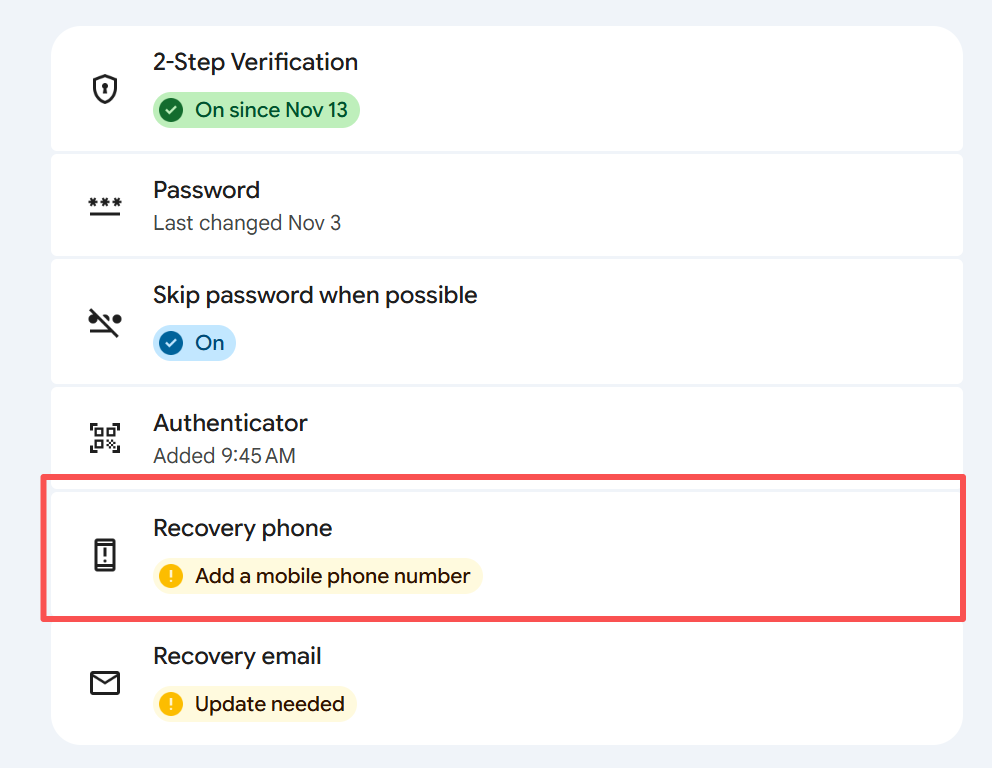 2-Step Verification
On since Nov 13
Password
Last changed Nov 3
Skip password when possible
On
Authenticator
Added 9:45 AM
Recovery phone
Add a mobile phone number
Recovery email
Update needed